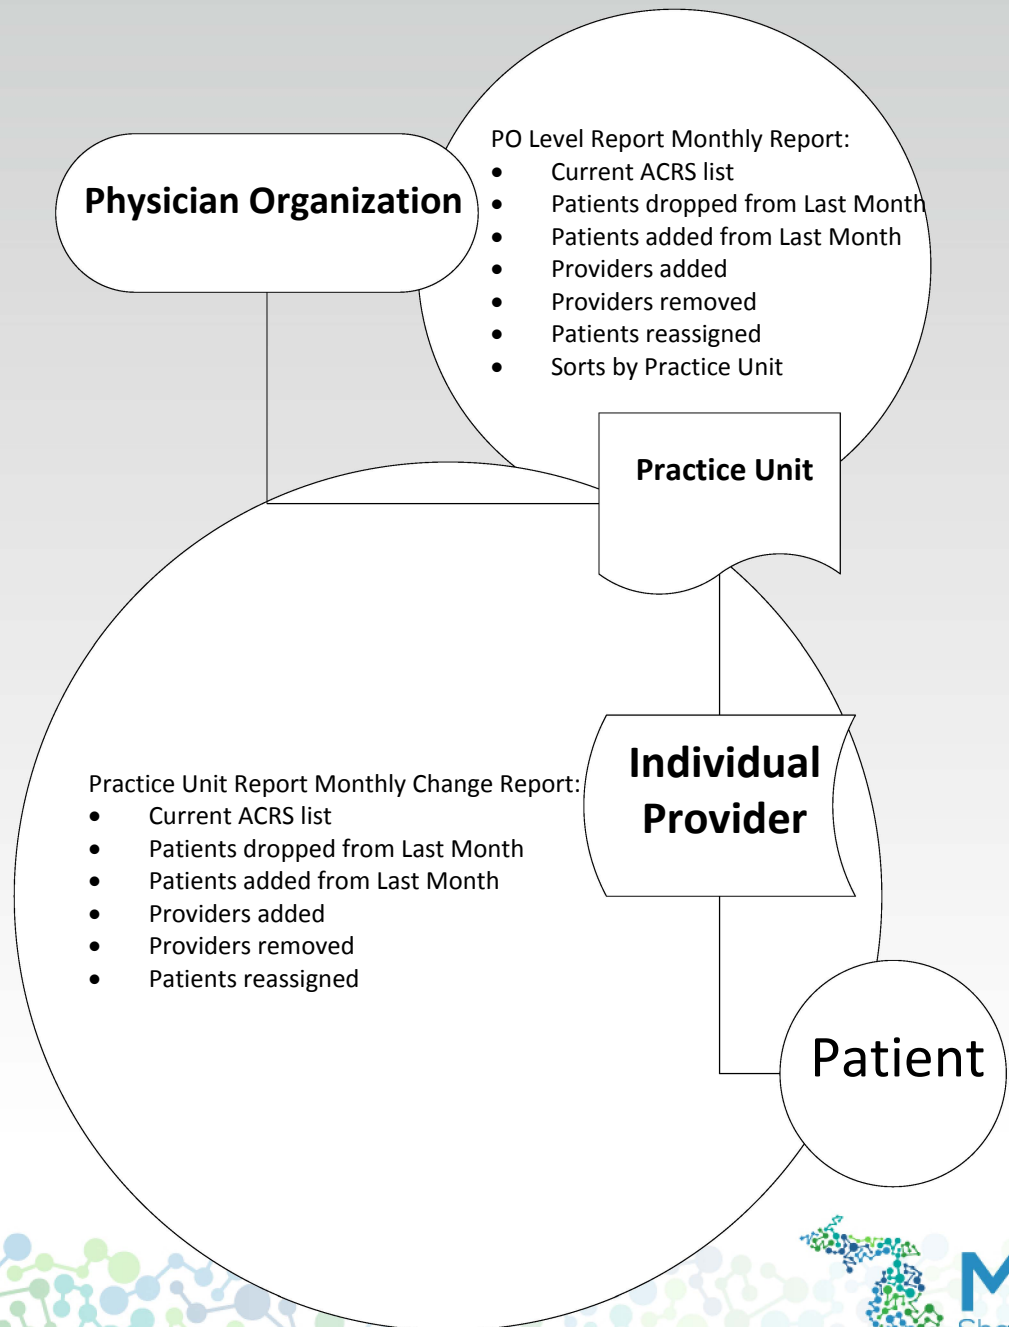 Physician Organization
PO Level Report Monthly Report:
• Current ACRS list
• Patients dropped from Last Month
• Patients added from Last Month
• Providers added
• Providers removed
• Patients reassigned
• Sorts by Practice Unit
Practice Unit
Individual
Provider
Practice Unit Report Monthly Change Report:
• Current ACRS list
• Patients dropped from Last Month
• Patients added from Last Month
• Providers added
• Providers removed
• Patients reassigned
Patient
M